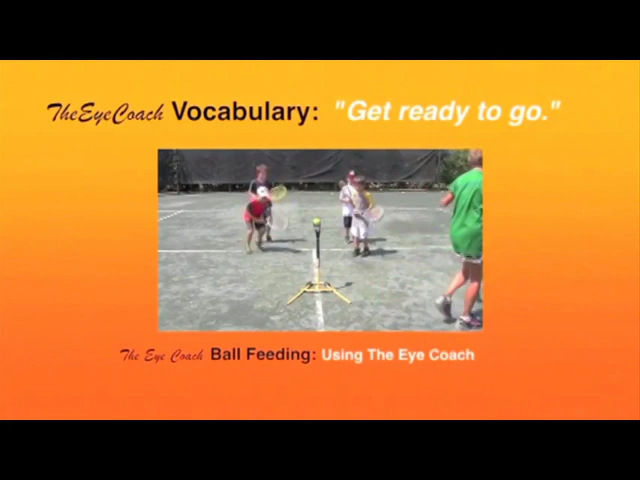 TheEyeCoach Vocabulary: "Get ready to go."
The Eye Coach Ball Feeding: Using The Eye Coach